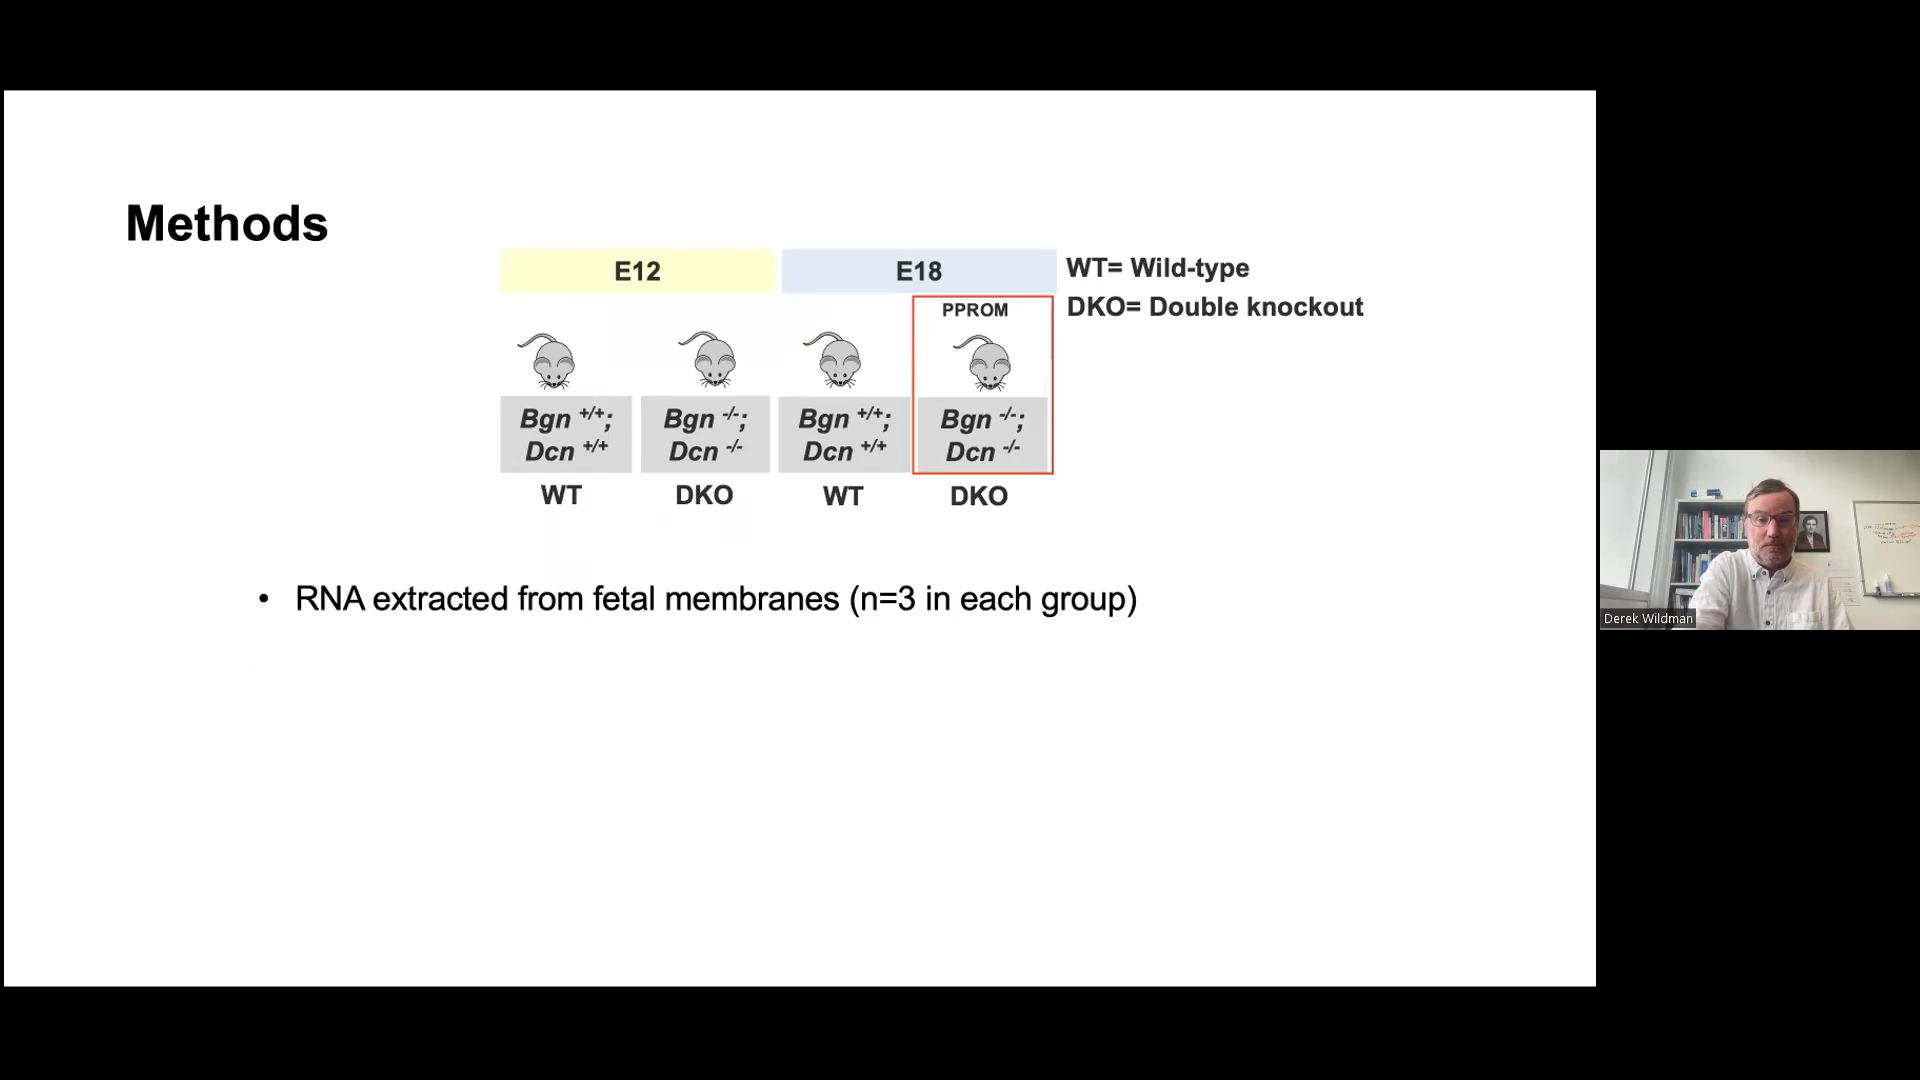 Methods
E12
E18
WT= Wild-type
DKO= Double knockout
PPROM
Bgn +/+;
Dcn +/+
Bgn -/-;
Dcn -/-
Bgn +/+;
Dcn +/+
Bgn -/-;
Dcn -/-
WT
DKO
WT
DKO
• RNA extracted from fetal membranes (n=3 in each group)
Derek Wildman